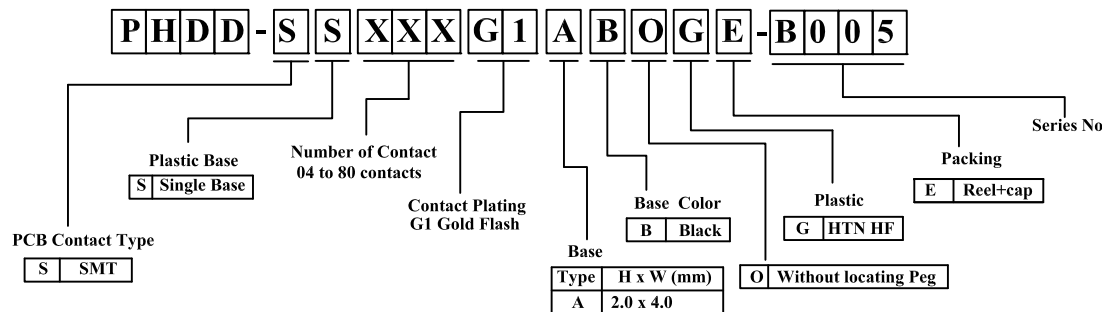 PHDD-SSXXXG1ABOGE-B005
Series No
Number of Contact
04 to 80 contacts
Plastic Base
S Single Base
Packing
E Reel+cap
Contact Plating
G1 Gold Flash
Base Color
B Black
Plastic
G HTN HF
PCB Contact Type
S SMT
Base
Type H x W (mm)
A 2.0 x 4.0
O Without locating Peg